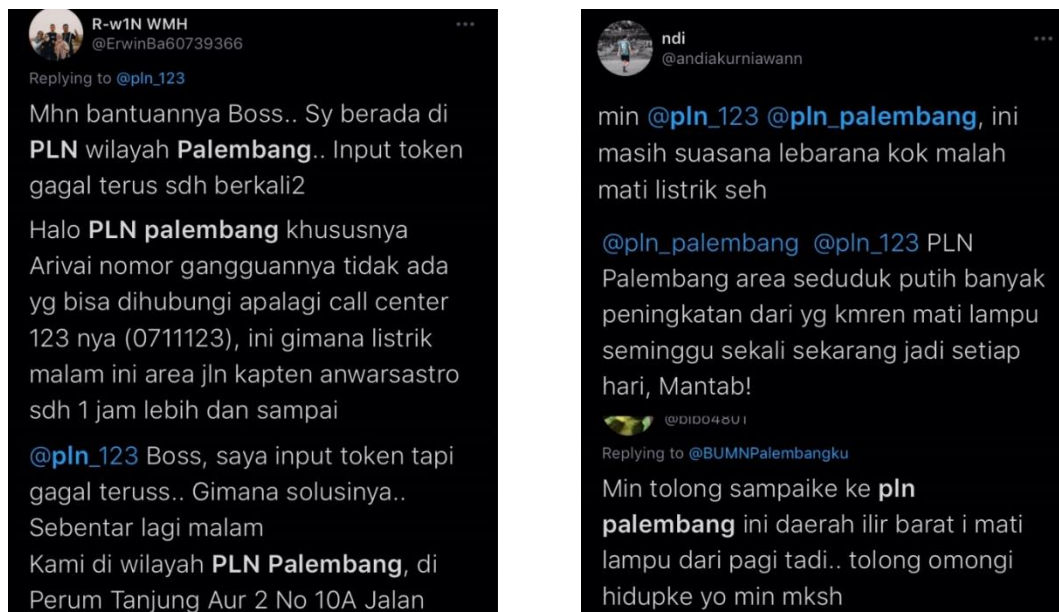 R-w1N WMH
@ErwinBa60739366
Replying to @pln_123
Mhn bantuannya Boss.. Sy berada di
PLN wilayah Palembang.. Input token
gagal terus sdh berkali2
Halo PLN palembang khususnya
Arivai nomor gangguannya tidak ada
yg bisa dihubungi apalagi call center
123 nya (0711123), ini gimana listrik
malam ini area jln kapten anwarsastro
sdh 1 jam lebih dan sampai
@pln_123 Boss, saya input token tapi
gagal teruss.. Gimana solusinya..
Sebentar lagi malam
Kami di wilayah PLN Palembang, di
Perum Tanjung Aur 2 No 10A Jalan
ndi
@andiakurniawann
min @pln_123 @pln_palembang, ini
masih suasana lebarana kok malah
mati listrik seh
@pln_palembang @pln_123 PLN
Palembang area seduduk putih banyak
peningkatan dari yg kmren mati lampu
seminggu sekali sekarang jadi setiap
hari, Mantab!
@bibo4801
Replying to @BUMNPalembangku
Min tolong sampaike ke pln
palembang ini daerah ilir barat i mati
lampu dari pagi tadi.. tolong omongi
hidupke yo min mksh